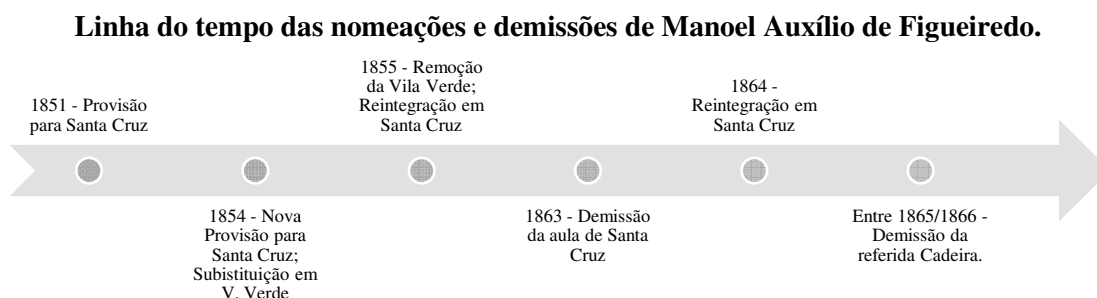 Linha do tempo das nomeações e demissões de Manoel Auxílio de Figueiredo.
1851 - Provisão
para Santa Cruz
1854 - Nova
Provisão para
Santa Cruz;
Subistituição em
V. Verde
1855 - Remoção
da Vila Verde;
Reintegração em
Santa Cruz
1863 - Demissão
da aula de Santa
Cruz
1864 -
Reintegração em
Santa Cruz
Entre 1865/1866 -
Demissão da
referida Cadeira.